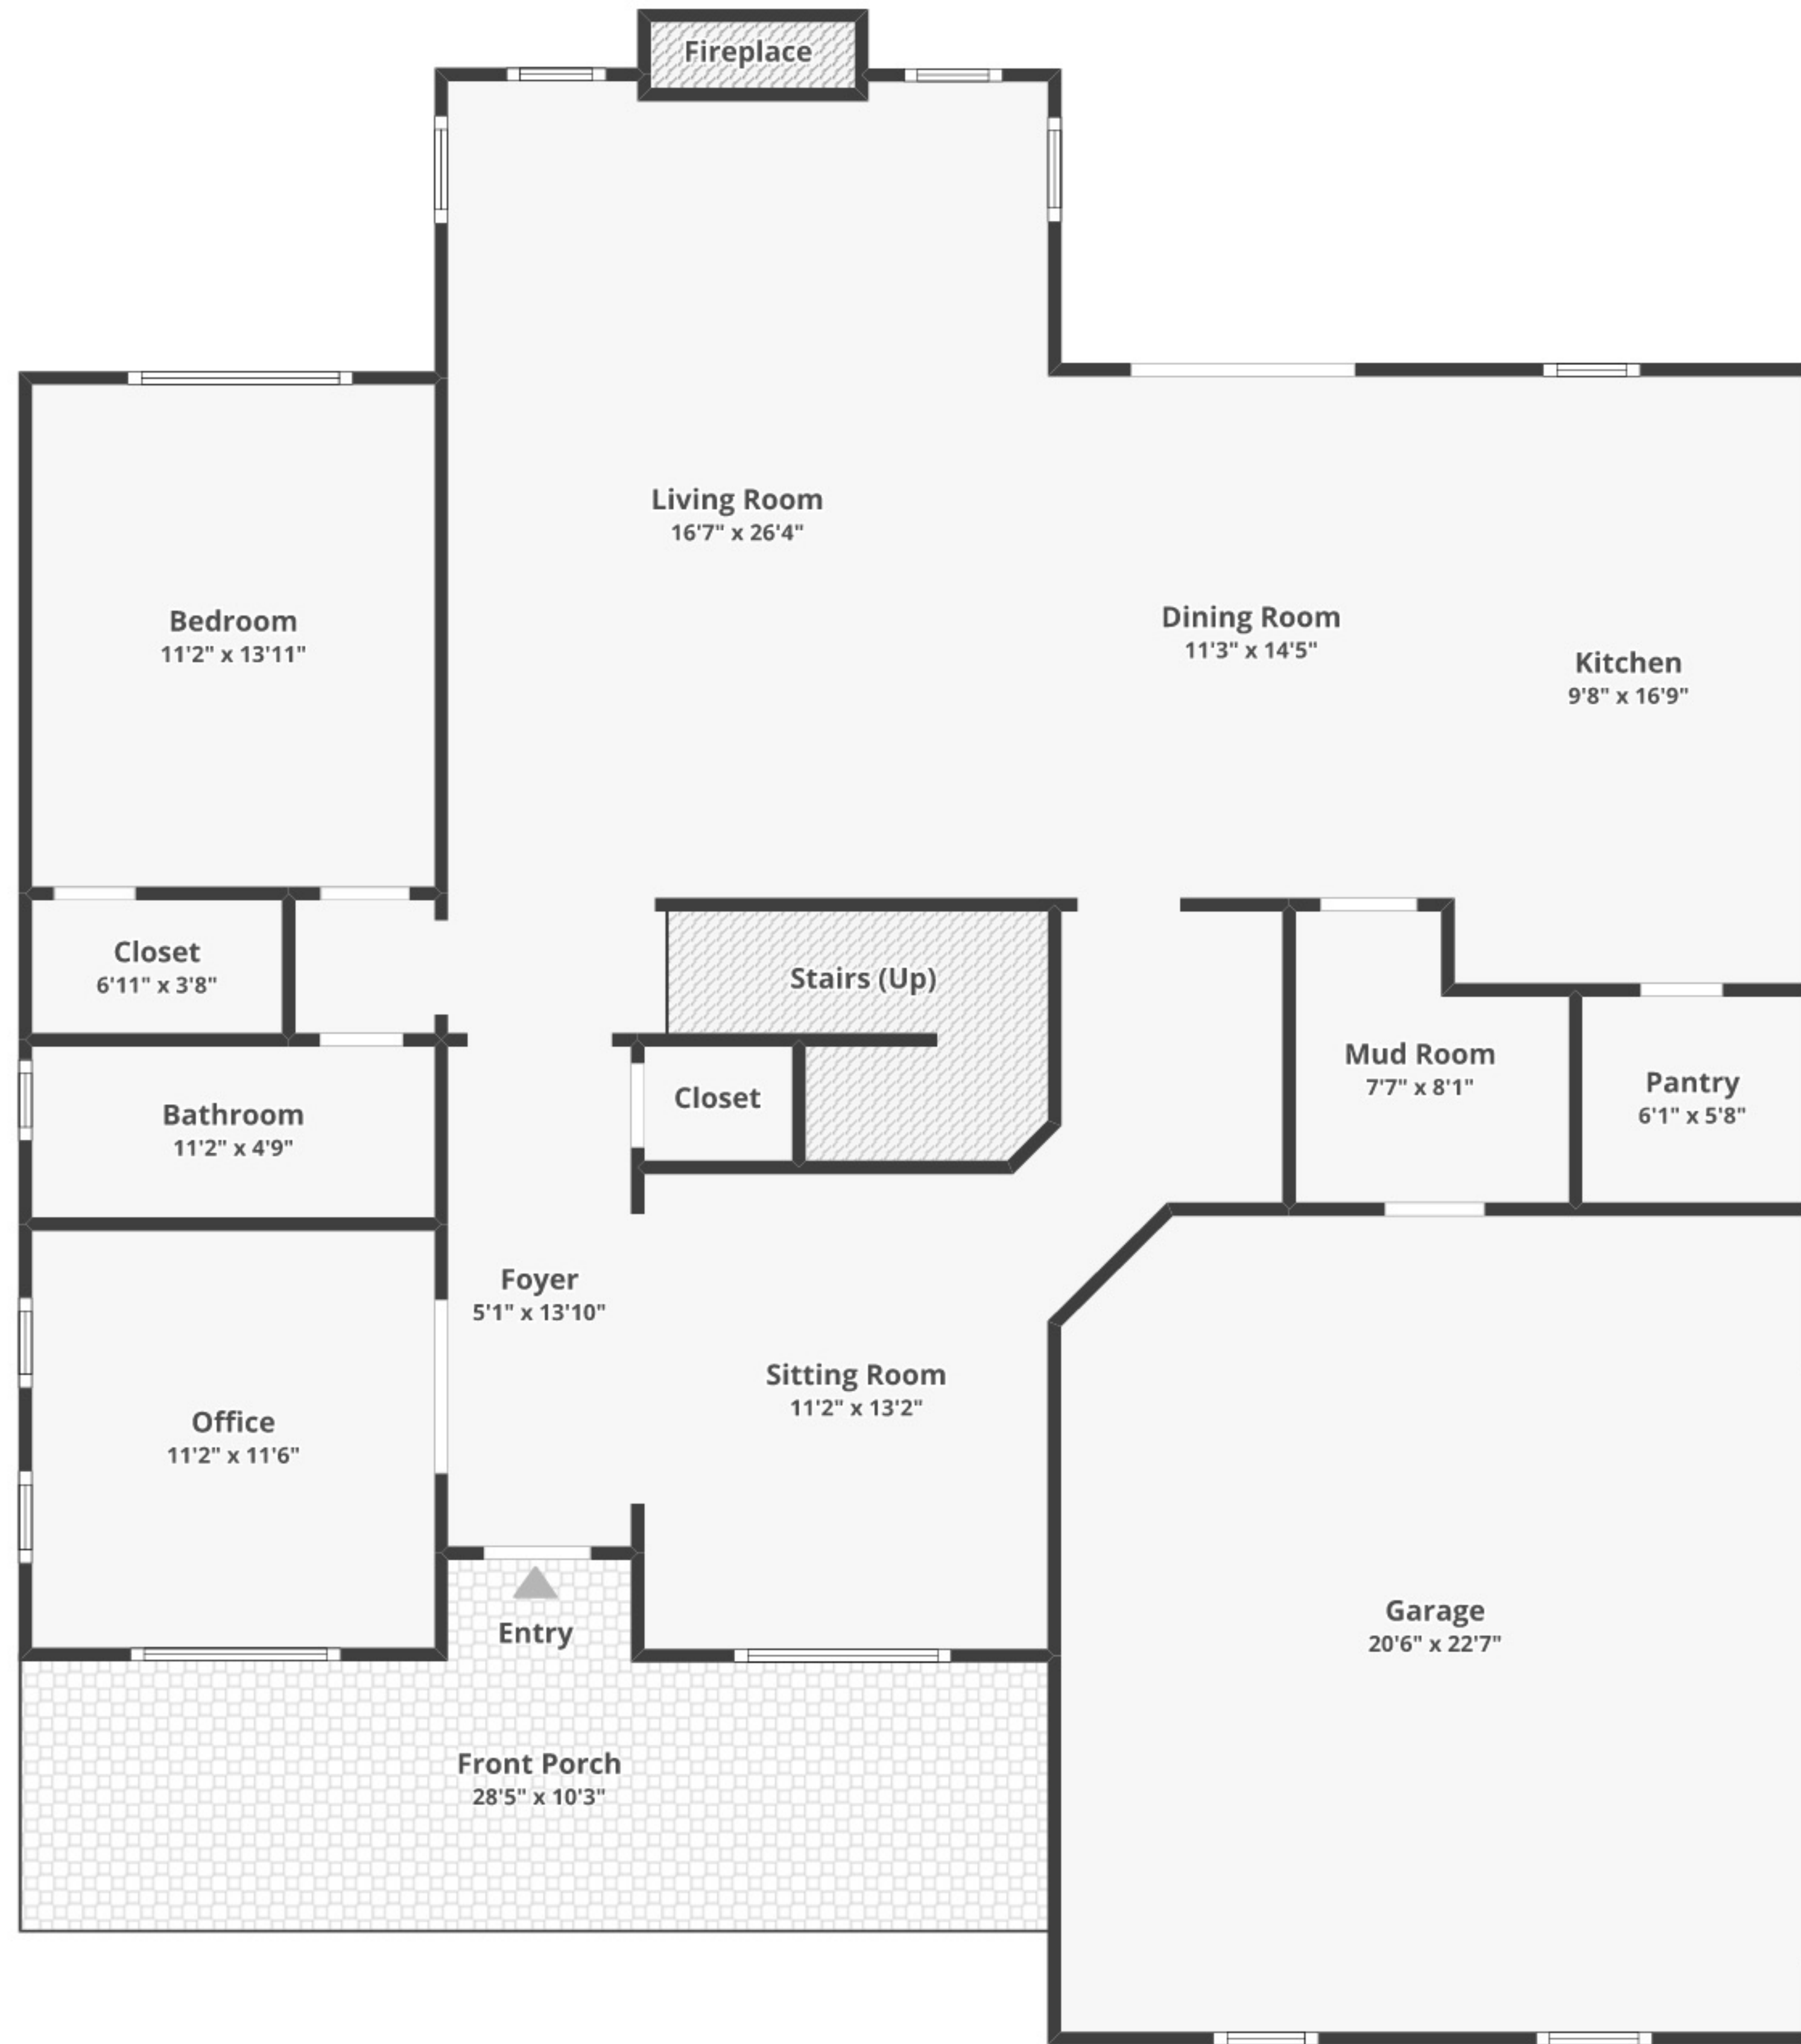 Fireplace
Living Room
16'7" x 26'4"
Bedroom
11'2" x 13'11"
Dining Room
11'3" x 14'5"
Kitchen
9'8" x 16'9"
Closet
6'11" x 3'8"
Stairs (Up)
Mud Room
7'7" x 8'1"
Pantry
6'1" x 5'8"
Closet
Bathroom
11'2" x 4'9"
Foyer
5'1" x 13'10"
Sitting Room
11'2" x 13'2"
Office
11'2" x 11'6"
Entry
Garage
20'6" x 22'7"
Front Porch
28'5" x 10'3"